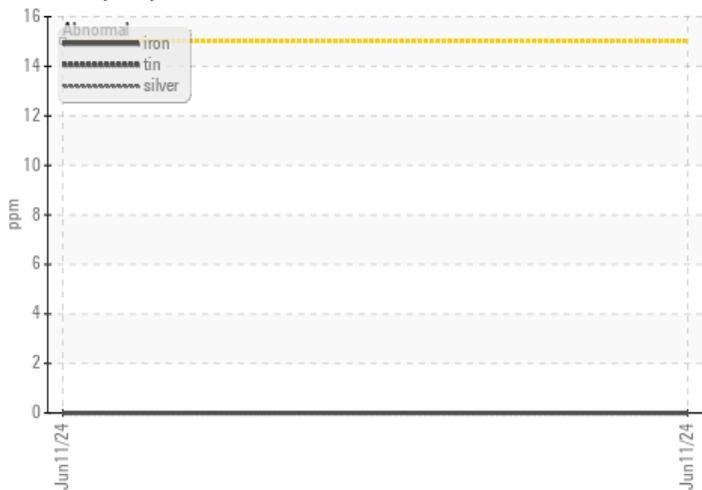 16
Abnormal
iron
14
tin
silver
12
10
ppm
8
6
4
2
0
Jun11/24
Jun11/24